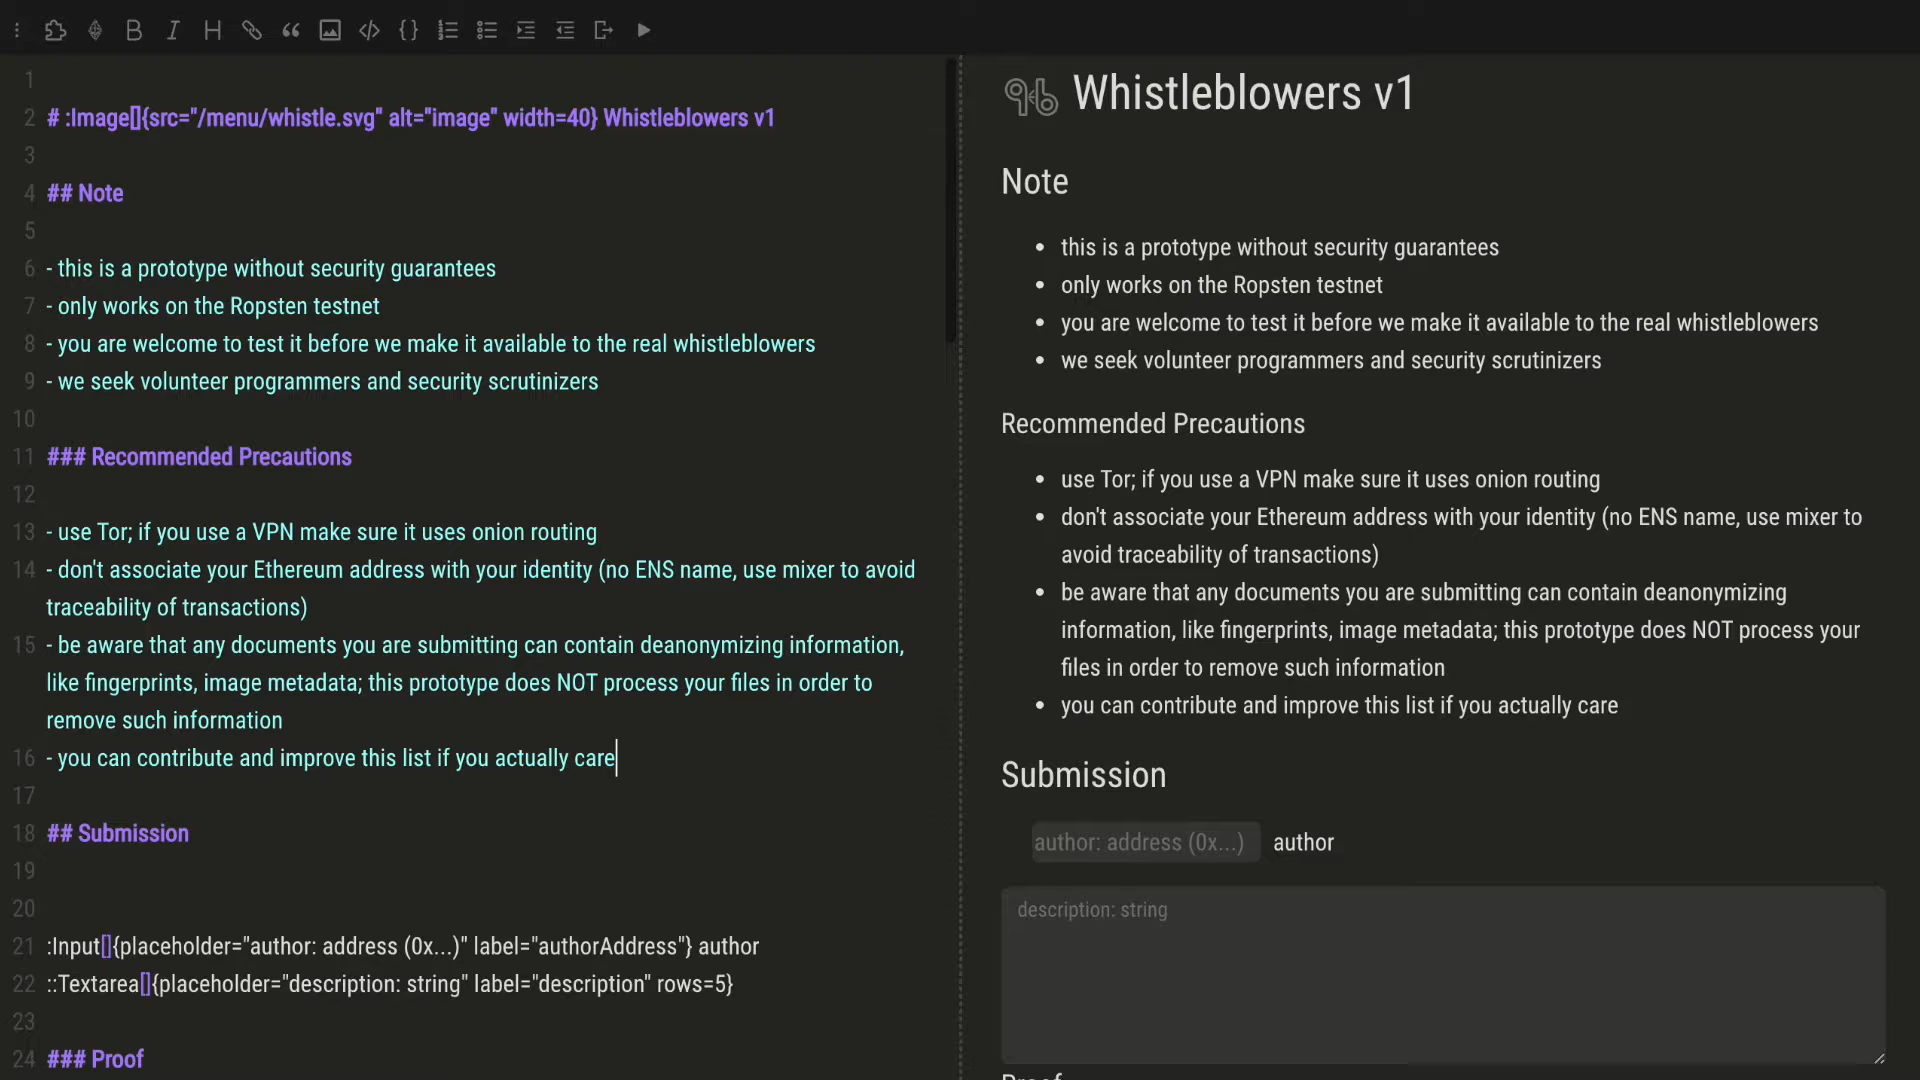 1
2 # :Image[]{src="/menu/whistle.svg" alt="image" width=40} Whistleblowers v1
3
4 ## Note
5
6 - this is a prototype without security guarantees
7 - only works on the Ropsten testnet
8 - you are welcome to test it before we make it available to the real whistleblowers
9 - we seek volunteer programmers and security scrutinizers
10
11 ### Recommended Precautions
12
13 - use Tor; if you use a VPN make sure it uses onion routing
14 - don't associate your Ethereum address with your identity (no ENS name, use mixer to avoid
traceability of transactions)
15 - be aware that any documents you are submitting can contain deanonymizing information,
like fingerprints, image metadata; this prototype does NOT process your files in order to
remove such information
16 - you can contribute and improve this list if you actually care
17
18 ## Submission
19
20
21 :Input[]{placeholder="author: address (0x...)" label="authorAddress"} author
22 ::Textarea[]{placeholder="description: string" label="description" rows=5}
23
24 ### Proof
Whistleblowers v1
Note
• this is a prototype without security guarantees
• only works on the Ropsten testnet
• you are welcome to test it before we make it available to the real whistleblowers
• we seek volunteer programmers and security scrutinizers
Recommended Precautions
• use Tor; if you use a VPN make sure it uses onion routing
• don't associate your Ethereum address with your identity (no ENS name, use mixer to
avoid traceability of transactions)
• be aware that any documents you are submitting can contain deanonymizing
information, like fingerprints, image metadata; this prototype does NOT process your
files in order to remove such information
• you can contribute and improve this list if you actually care
Submission
author: address (0x...) author
description: string
Proof